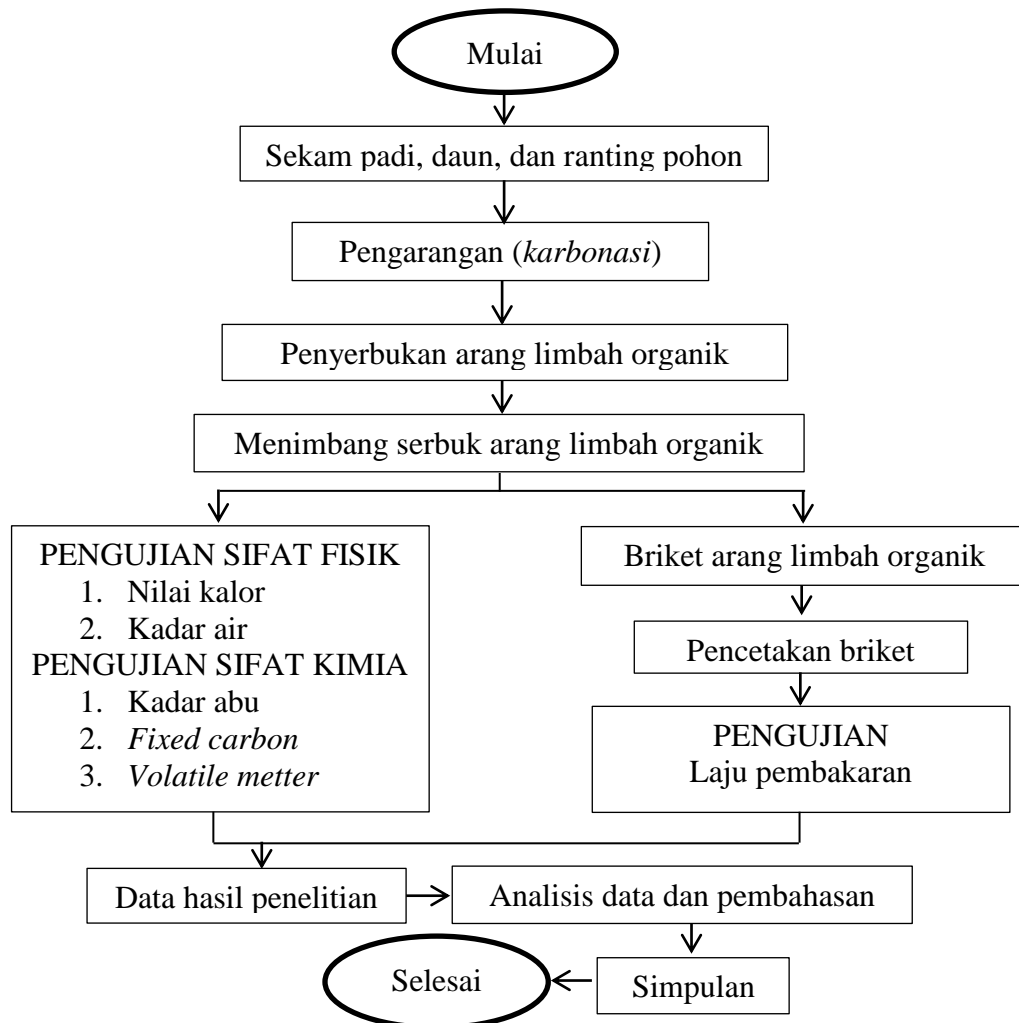 Mulai
Sekam padi, daun, dan ranting pohon
Pengarangan (karbonasi)
Penyerbukan arang limbah organik
Menimbang serbuk arang limbah organik
PENGUJIAN SIFAT FISIK
1. Nilai kalor
2. Kadar air
PENGUJIAN SIFAT KIMIA
1. Kadar abu
2. Fixed carbon
3. Volatile metter
Briket arang limbah organik
Pencetakan briket
PENGUJIAN
Laju pembakaran
Data hasil penelitian
Analisis data dan pembahasan
Simpulan
Selesai